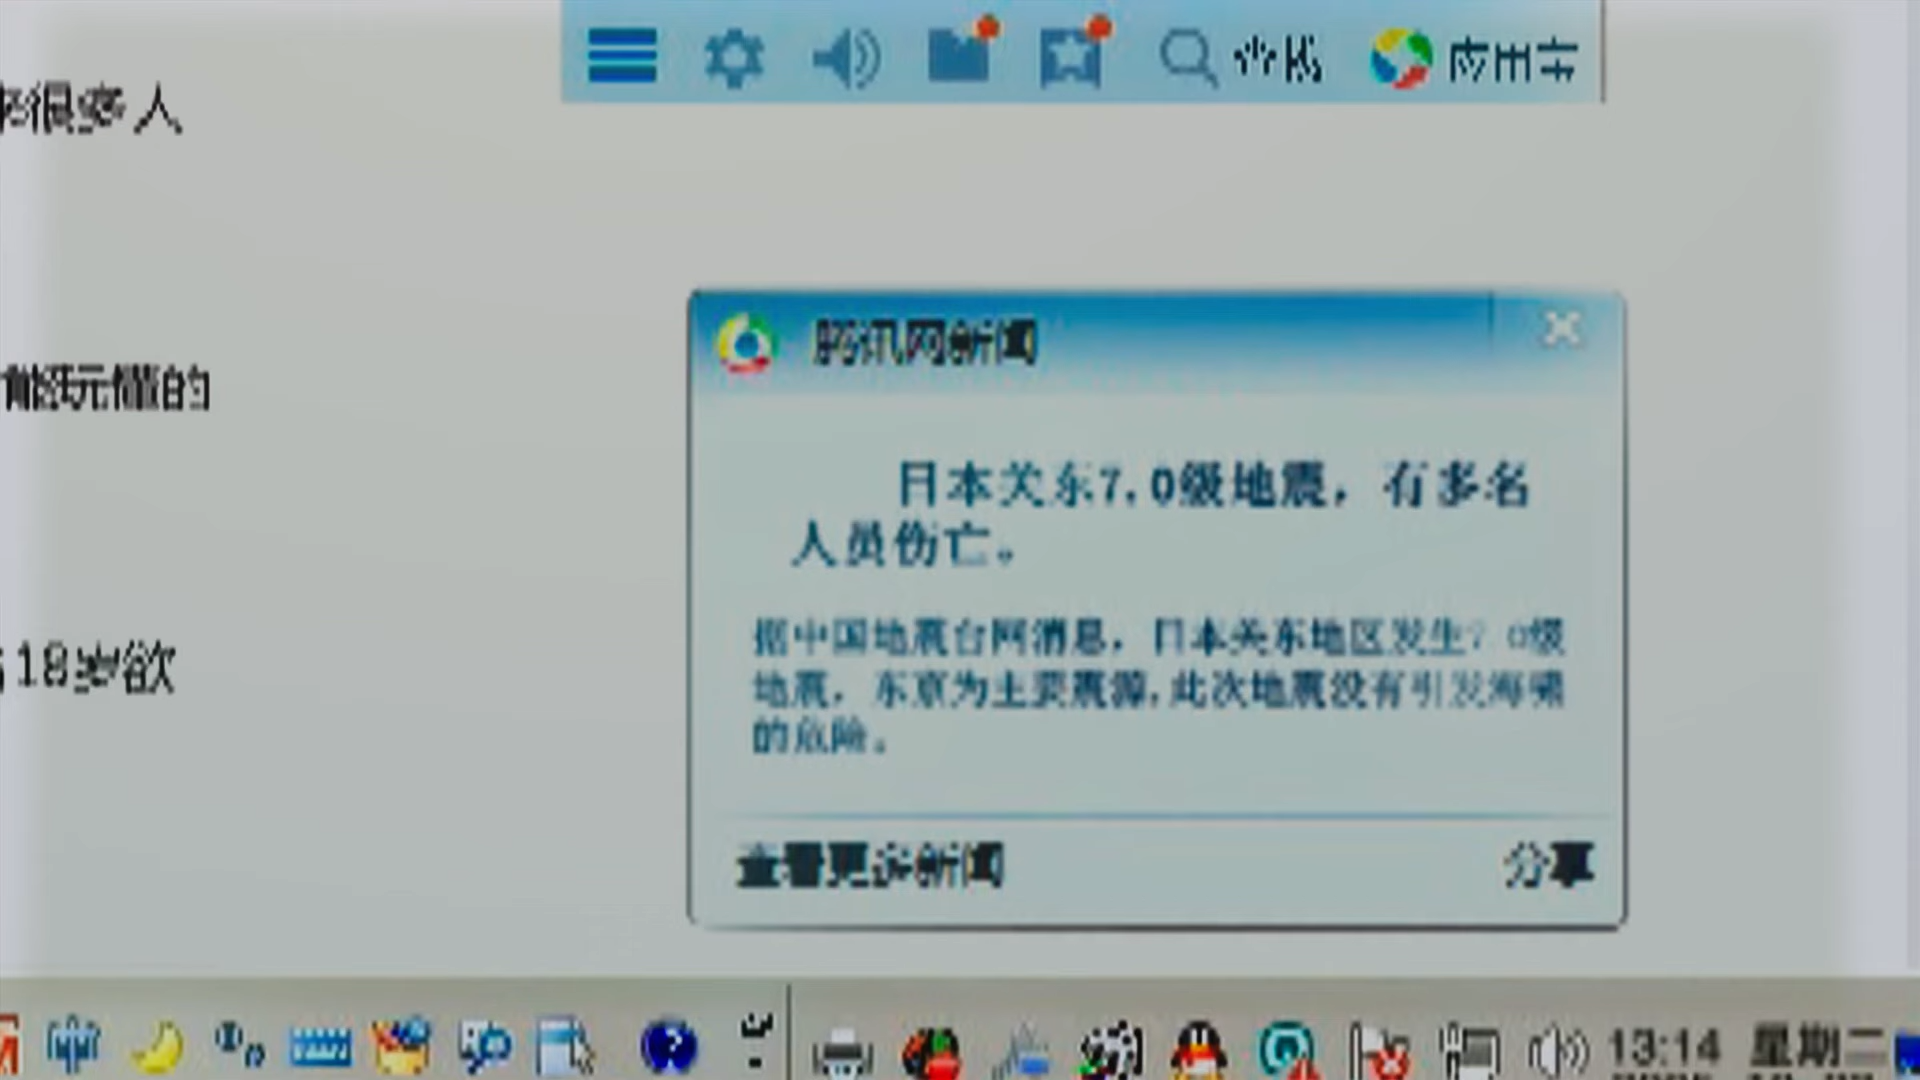 很多人
腾讯网新闻
日本关东7.0级地震，有多名
人员伤亡。
据中国地震台网消息，日本关东地区发生7.0级
地震，东京为主要震源,此次地震没有引发海啸
的危险。
查看更多新闻
分享
18岁欲
13:14 星期二